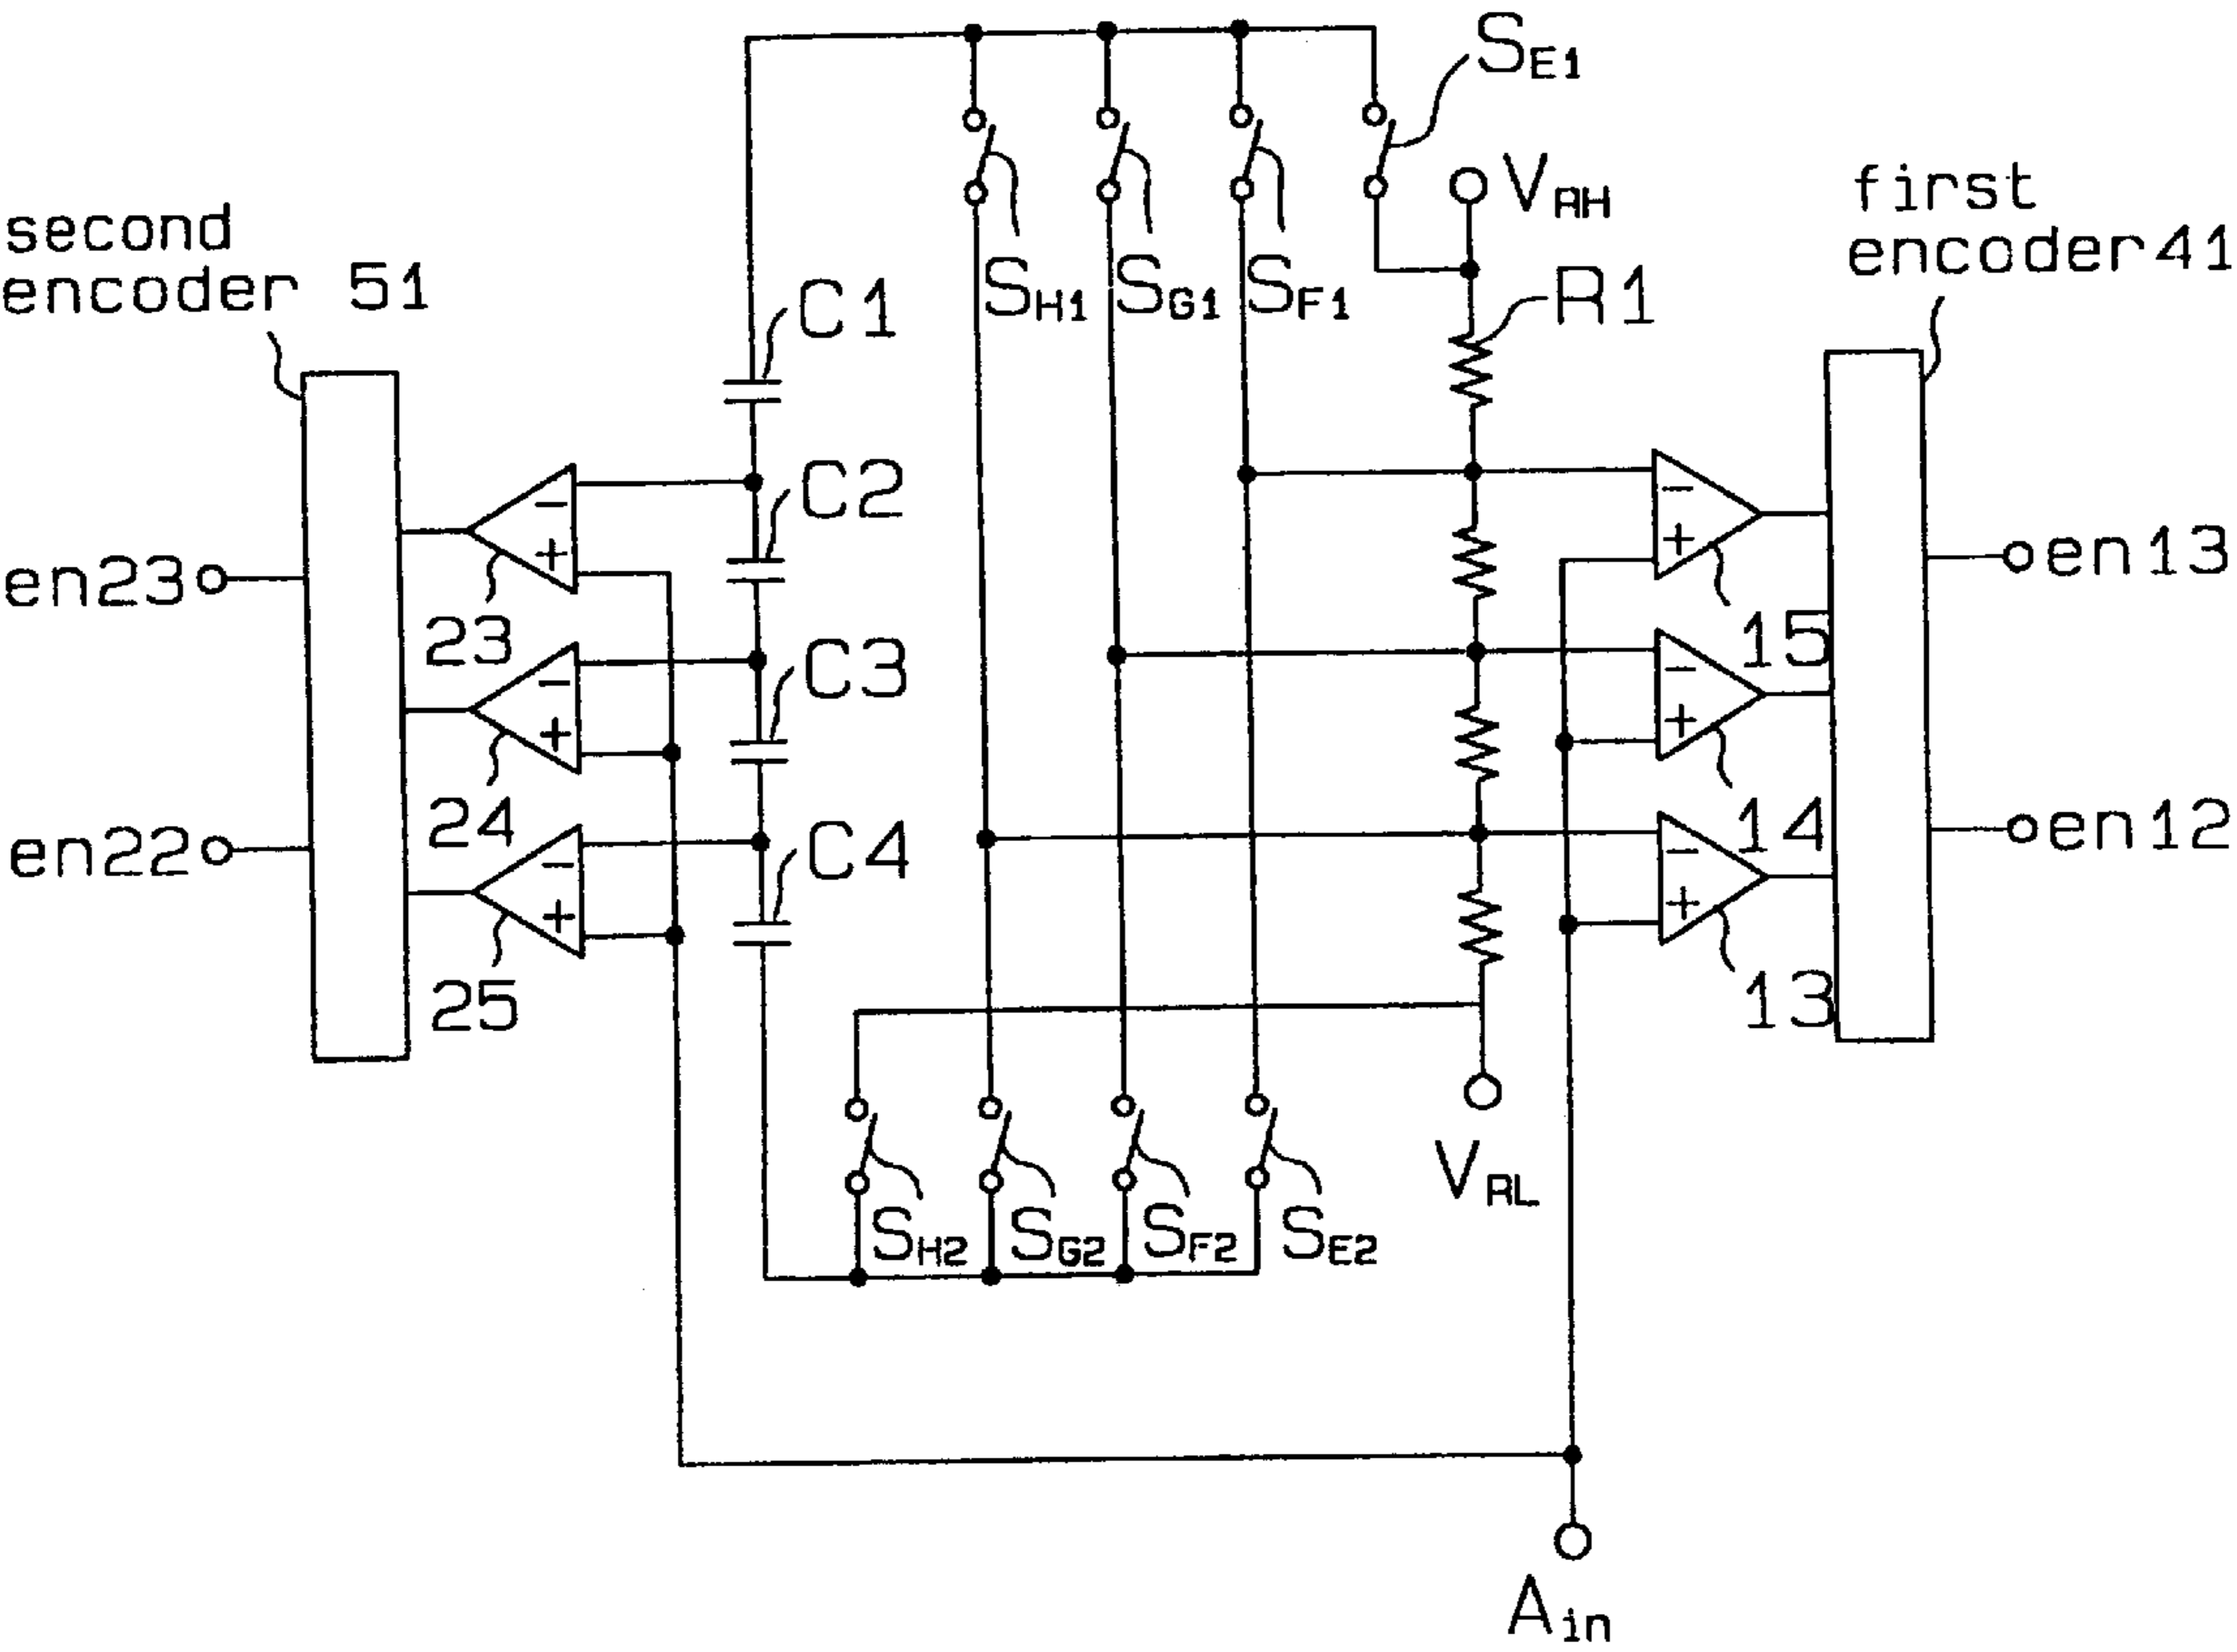 SE1
VRH
first
encoder41
second
encoder 51
SH1
SG1
SF1
R1
C1
C2
- + 23
- + 15
en23
en13
C3
- + 24
- + 14
en22
en12
C4
- + 25
- + 13
VRL
SH2
SG2
SF2
SE2
Ain